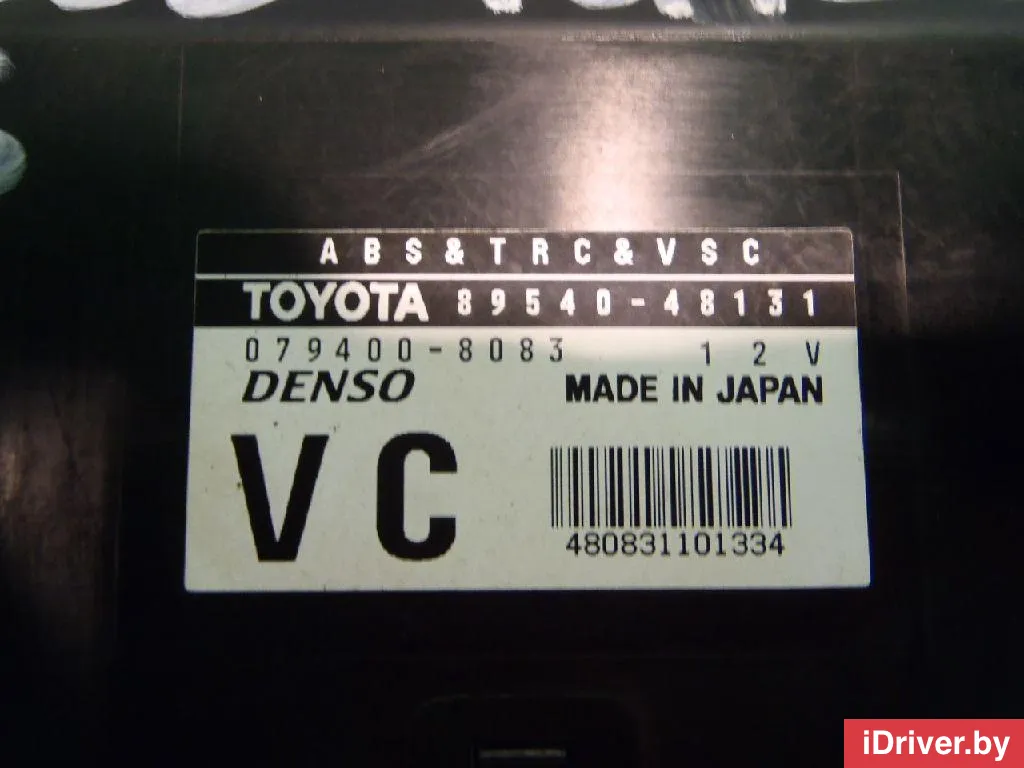 ABS&TRC&VSC
TOYOTA 89540-48131
079400-8083 12V
DENSO MADE IN JAPAN
VC
480831101334
iDriver.by